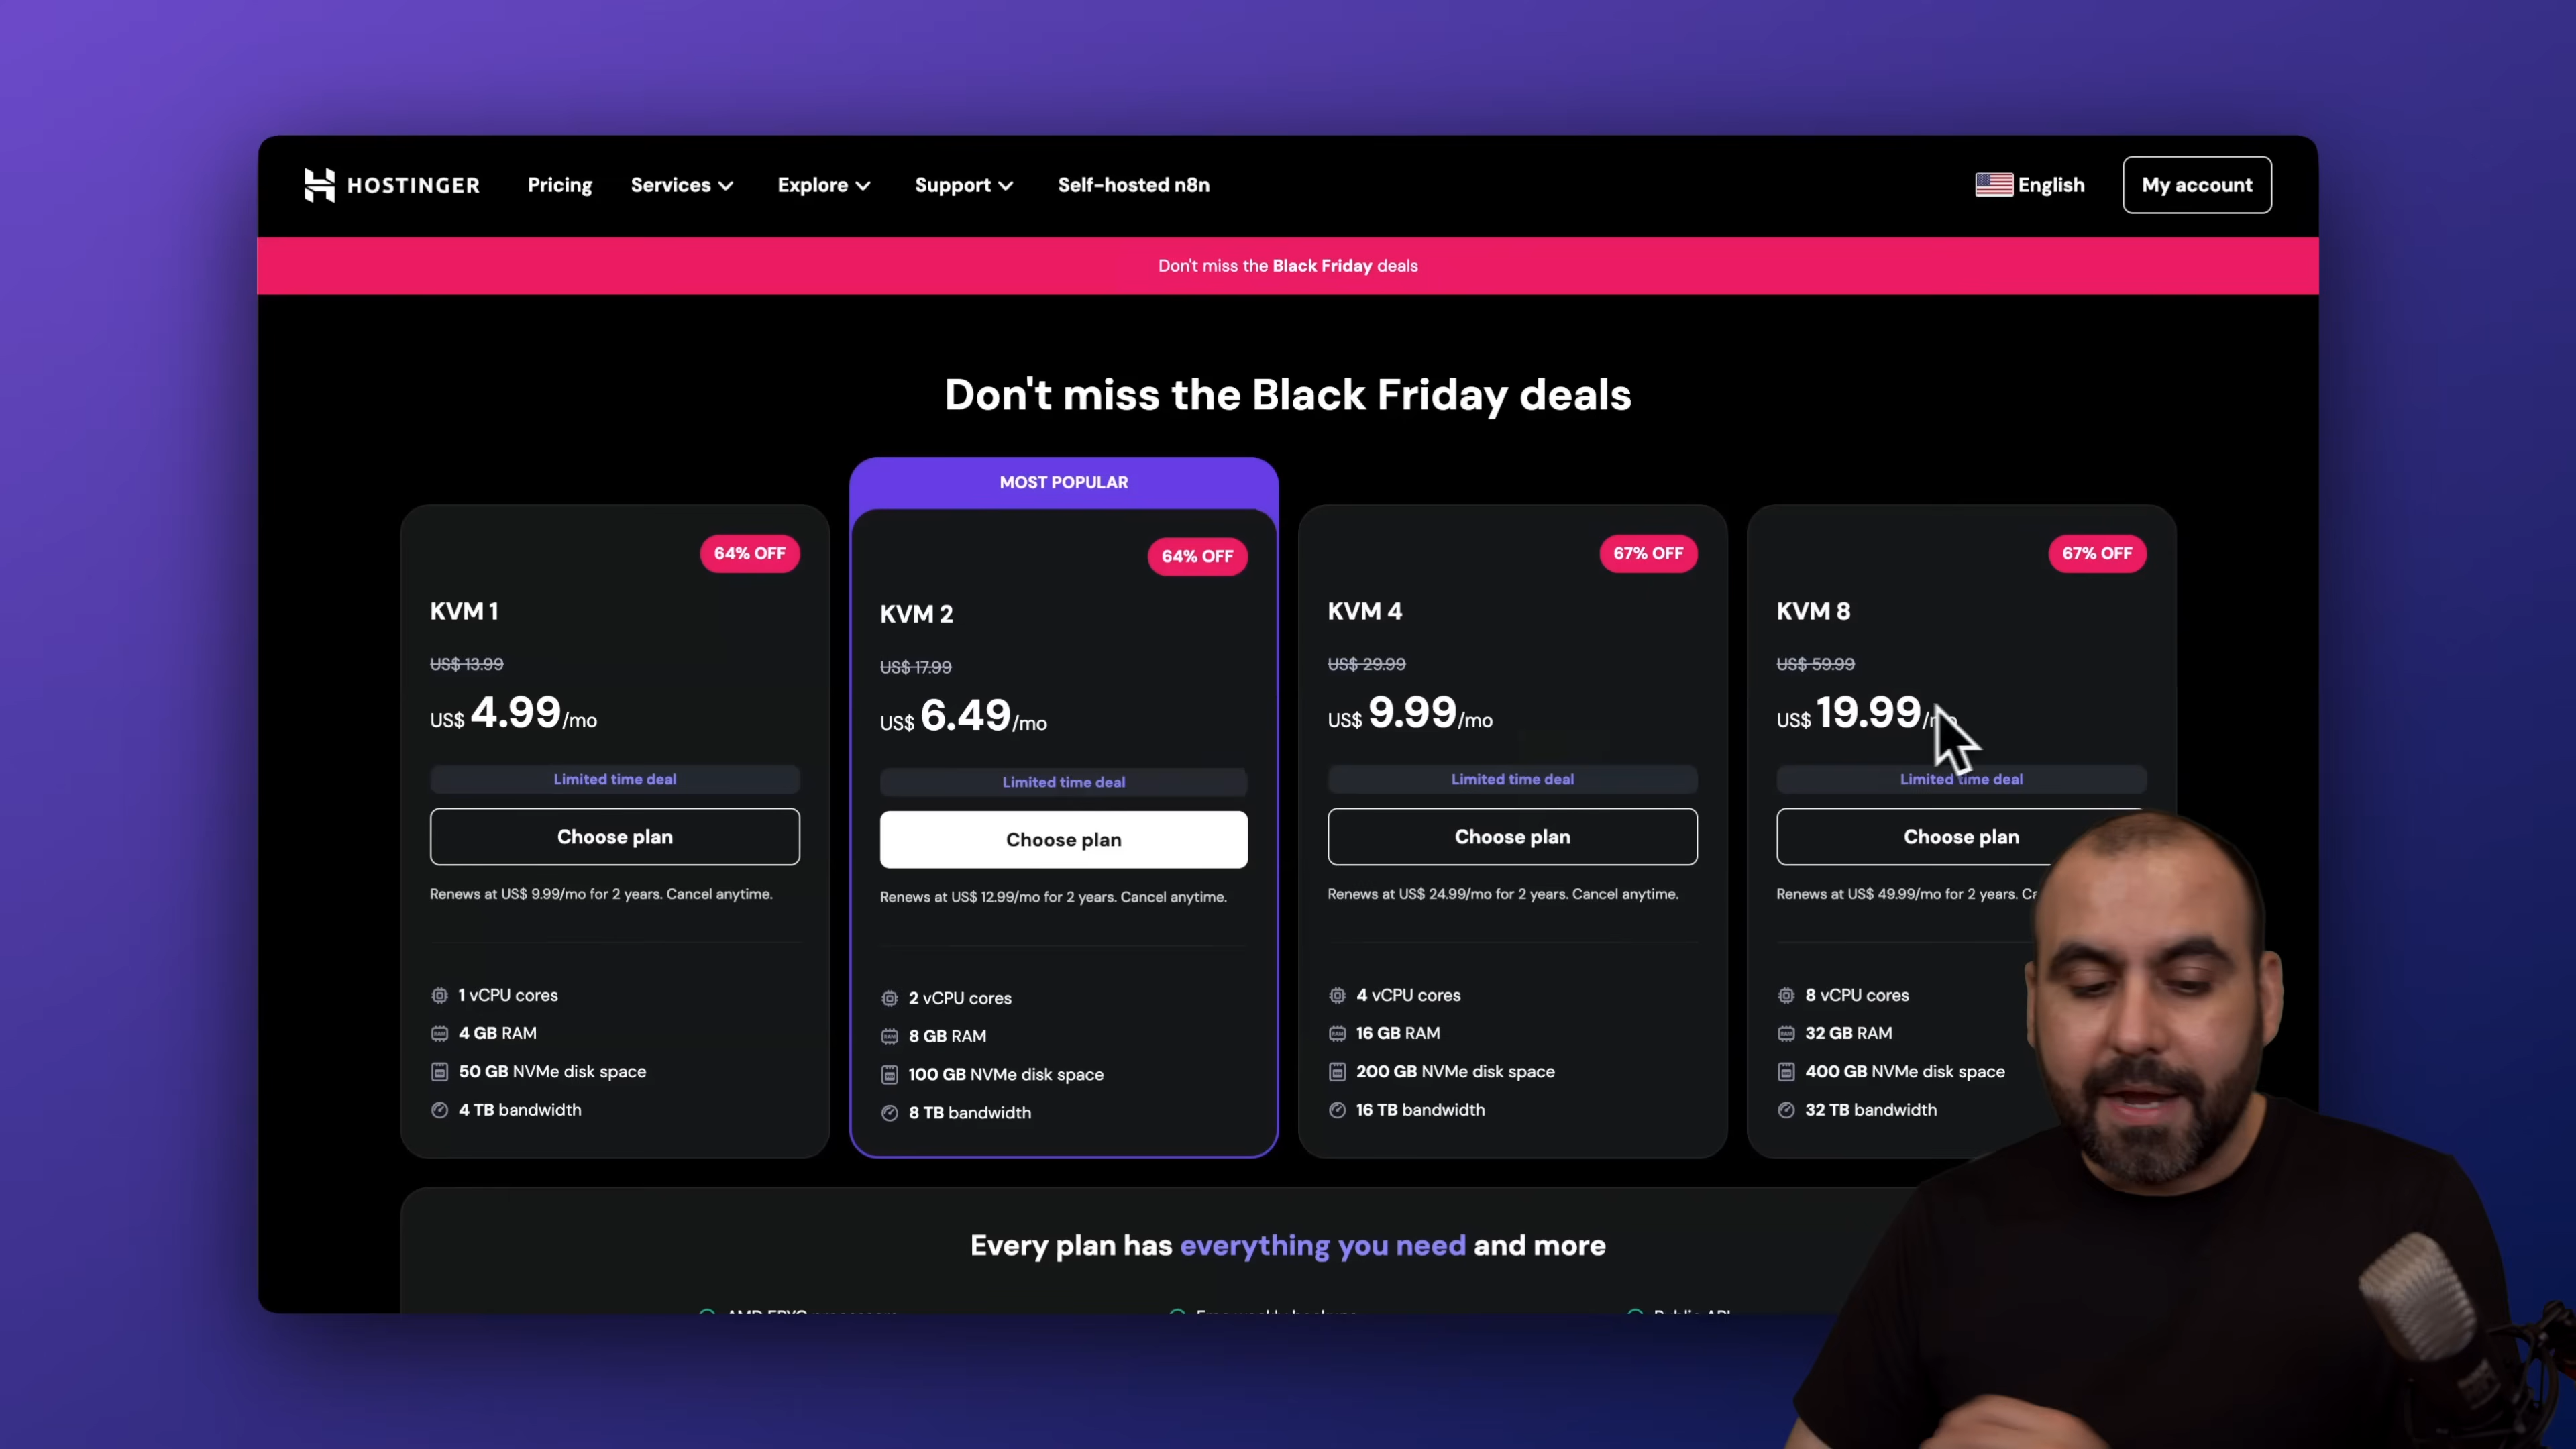 HOSTINGER Pricing Services Explore Support Self-hosted n8n English My account
Don't miss the Black Friday deals
Don't miss the Black Friday deals
MOST POPULAR
64% OFF
KVM 1
US$ 13.99
US$ 4.99/mo
Limited time deal
Choose plan
Renews at US$ 9.99/mo for 2 years. Cancel anytime.
1 vCPU cores
4 GB RAM
50 GB NVMe disk space
4 TB bandwidth
64% OFF
KVM 2
US$ 17.99
US$ 6.49/mo
Limited time deal
Choose plan
Renews at US$ 12.99/mo for 2 years. Cancel anytime.
2 vCPU cores
8 GB RAM
100 GB NVMe disk space
8 TB bandwidth
67% OFF
KVM 4
US$ 29.99
US$ 9.99/mo
Limited time deal
Choose plan
Renews at US$ 24.99/mo for 2 years. Cancel anytime.
4 vCPU cores
16 GB RAM
200 GB NVMe disk space
16 TB bandwidth
67% OFF
KVM 8
US$ 59.99
US$ 19.99
Limited time deal
Choose plan
Renews at US$ 49.99/mo for 2 years.
8 vCPU cores
32 GB RAM
400 GB NVMe disk space
32 TB bandwidth
Every plan has everything you need and more